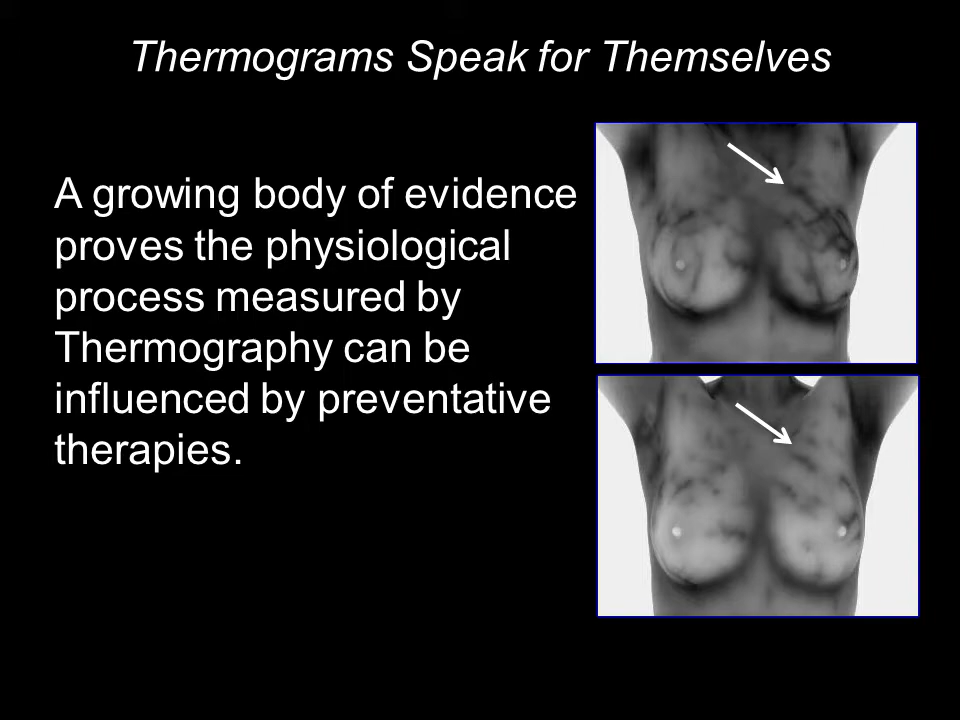 Thermograms Speak for Themselves
A growing body of evidence
proves the physiological
process measured by
Thermography can be
influenced by preventative
therapies.